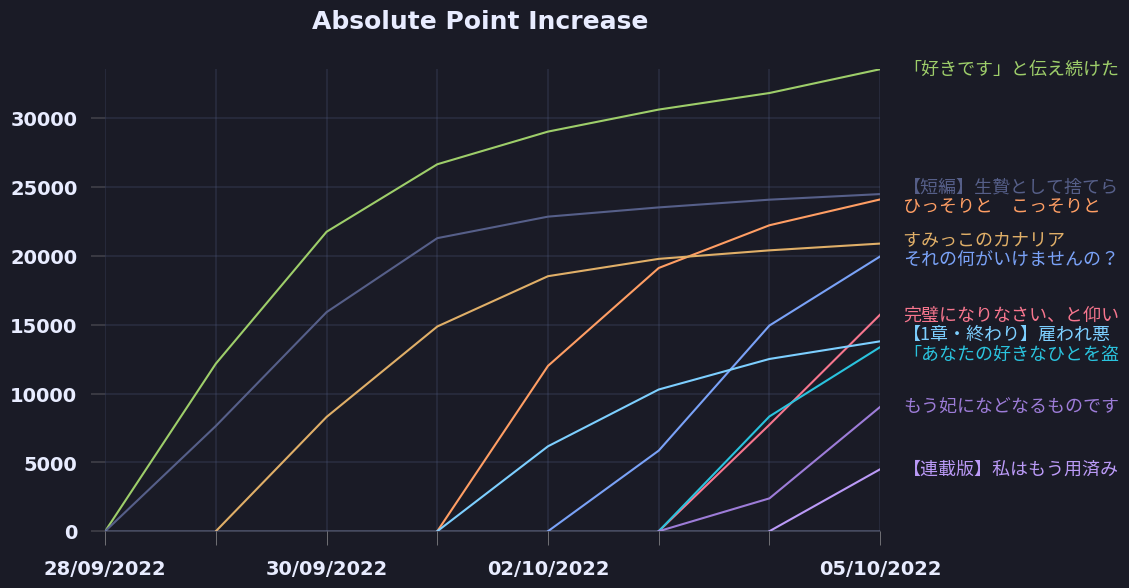 Absolute Point Increase
30000
25000
20000
15000
10000
5000
0
28/09/2022
30/09/2022
02/10/2022
05/10/2022
「好きです」と伝え続けた
【短編】生贄として捨てら
ひっそりと　こっそりと
すみっこのカナリア
それの何がいけませんの？
完璧になりなさい、と仰い
【1章・終わり】雇われ悪
「あなたの好きなひとを盗
もう妃になどなるものです
【連載版】私はもう用済み